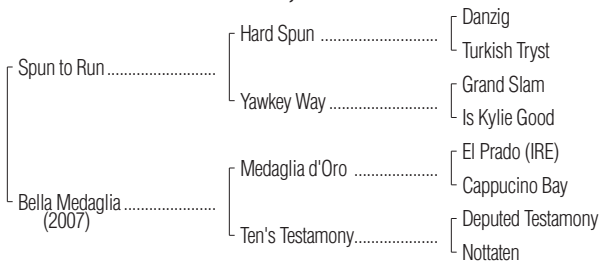 Danzig
Hard Spun ........................
Turkish Tryst
Spun to Run ........................
Grand Slam
Yawkey Way ........................
Is Kylie Good
El Prado (IRE)
Medaglia d'Oro ..................
Cappucino Bay
Bella Medaglia ....................
(2007)
Deputed Testamony
Ten's Testamony..................
Nottaten